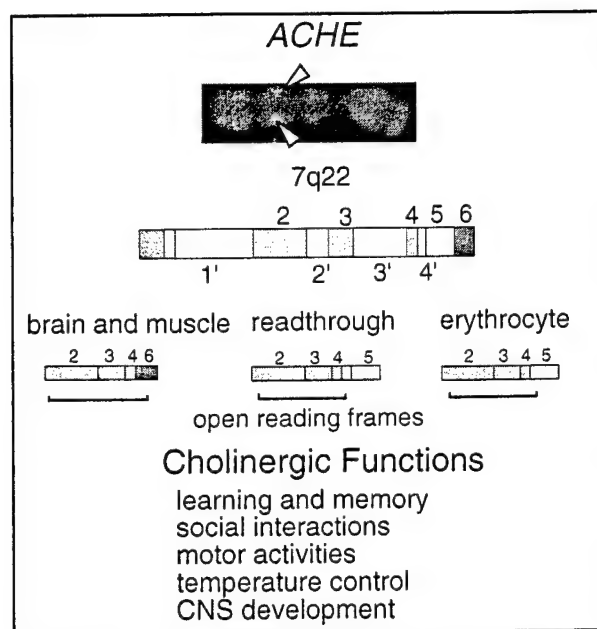 ACHE
7q22
2 3 4 5 6
1' 2' 3' 4'
brain and muscle readthrough erythrocyte
2 3 4 6 2 3 4 5 2 3 4 5
open reading frames
Cholinergic Functions
learning and memory
social interactions
motor activities
temperature control
CNS development